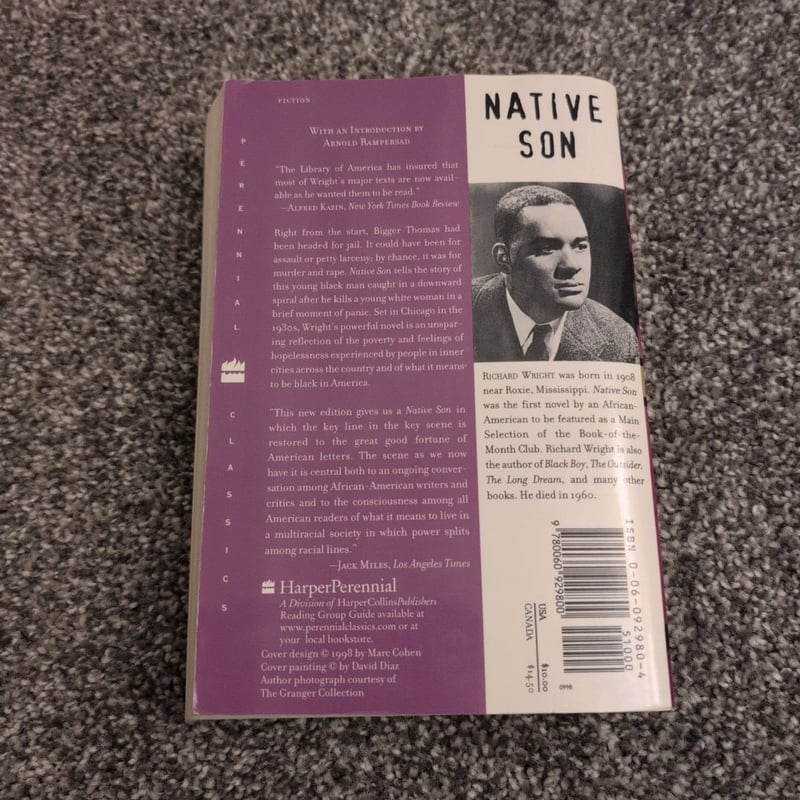 FICTION
WITH AN INTRODUCTION BY
ARNOLD RAMPERSAD
"The Library of America has insured that
most of Wright's major texts are now avail-
able as he wanted them to be read."
—ALFRED KAZIN, New York Times Book Review
Right from the start, Bigger Thomas had
been headed for jail. It could have been for
assault or petty larceny; by chance, it was for
murder and rape. Native Son tells the story of
this young black man caught in a downward
spiral after he kills a young white woman in a
brief moment of panic. Set in Chicago in the
1930s, Wright's powerful novel is an unspar-
ing reflection of the poverty and feelings of
hopelessness experienced by people in inner
cities across the country and of what it means
to be black in America.
"This new edition gives us a Native Son in
which the key line in the key scene is
restored to the great good fortune of
American letters. The scene as we now
have it is central both to an ongoing conver-
sation among African-American writers and
critics and to the consciousness among all
American readers of what it means to live in
a multiracial society in which power splits
among racial lines."
—JACK MILES, Los Angeles Times
HarperPerennial
A Division of HarperCollinsPublishers
Reading Group Guide available at
www.perennialclassics.com or at
your local bookstore.
Cover design © 1998 by Marc Cohen
Cover painting © by David Diaz
Author photograph courtesy of
The Granger Collection
PERENNIAL CLASSICS
NATIVE
SON
RICHARD WRIGHT was born in 1908
near Roxie, Mississippi. Native Son
was the first novel by an African-
American to be featured as a Main
Selection of the Book-of-the-
Month Club. Richard Wright is also
the author of Black Boy, The Outsider,
The Long Dream, and many other
books. He died in 1960.
ISBN 0-06-092980-4
51000
9 780060 929800
USA $10.00
CANADA $14.50
0998